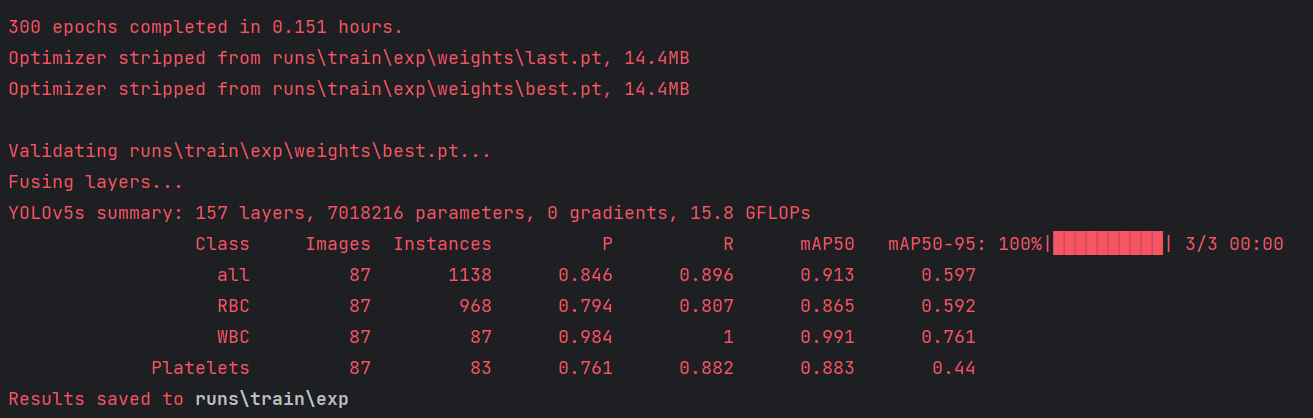 300 epochs completed in 0.151 hours.
Optimizer stripped from runs\train\exp\weights\last.pt, 14.4MB
Optimizer stripped from runs\train\exp\weights\best.pt, 14.4MB
Validating runs\train\exp\weights\best.pt...
Fusing layers...
YOLOv5s summary: 157 layers, 7018216 parameters, 0 gradients, 15.8 GFLOPs
Class Images Instances P R mAP50 mAP50-95: 100%|██████████| 3/3 00:00
all 87 1138 0.846 0.896 0.913 0.597
RBC 87 968 0.794 0.807 0.865 0.592
WBC 87 87 0.984 1 0.991 0.761
Platelets 87 83 0.761 0.882 0.883 0.44
Results saved to runs\train\exp